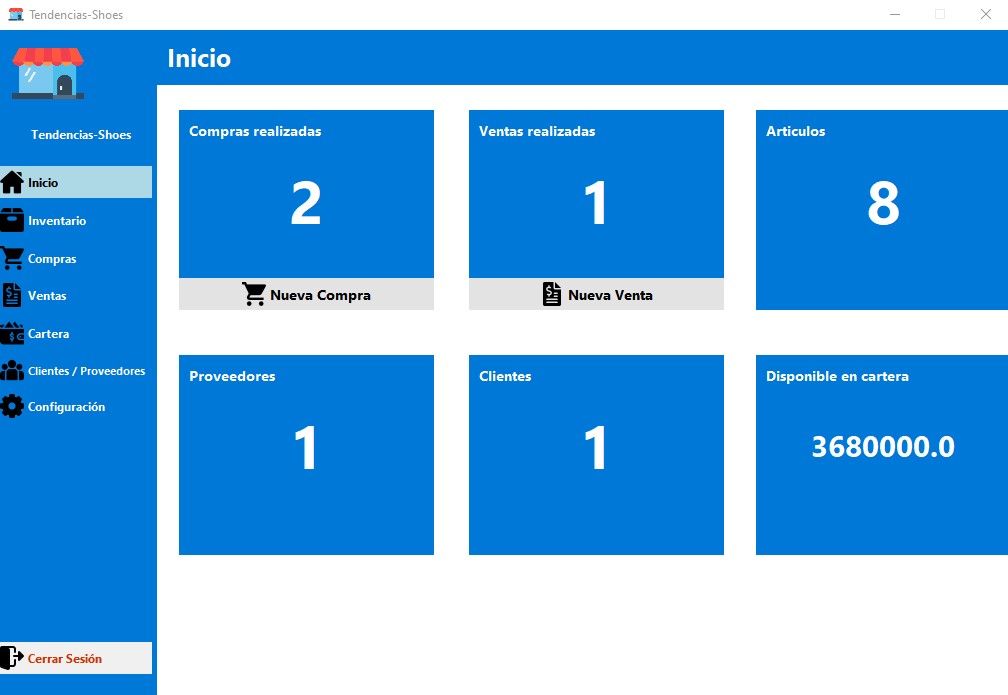 Tendencias-Shoes
Inicio
Tendencias-Shoes
Inicio
Inventario
Compras
Ventas
Cartera
Clientes / Proveedores
Configuración
Cerrar Sesión
Compras realizadas
2
Nueva Compra
Ventas realizadas
1
Nueva Venta
Articulos
8
Proveedores
1
Clientes
1
Disponible en cartera
3680000.0